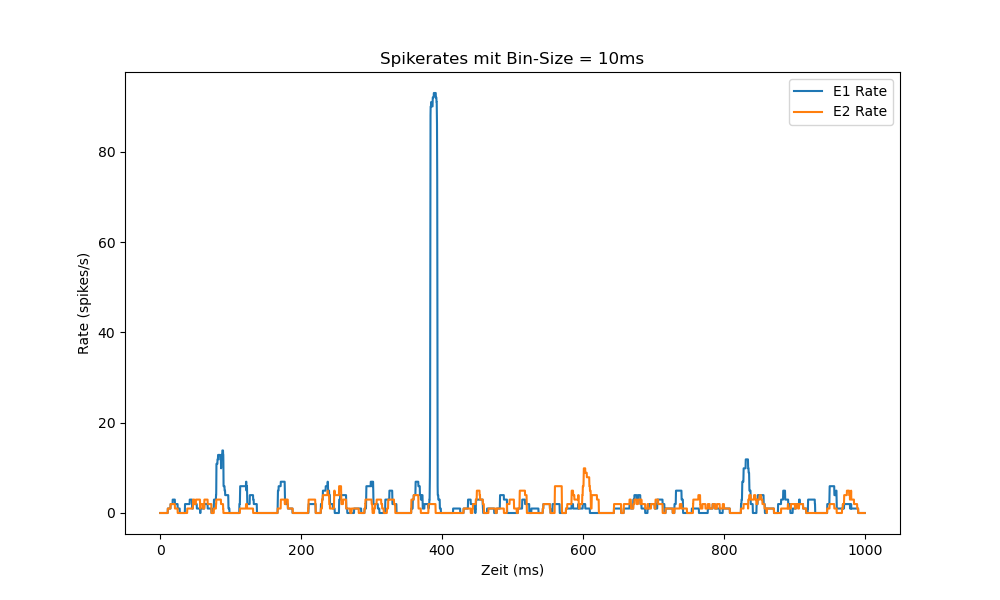 Spikerates mit Bin-Size = 10ms
E1 Rate
E2 Rate
Rate (spikes/s)
80
60
40
20
0
0 200 400 600 800 1000
Zeit (ms)